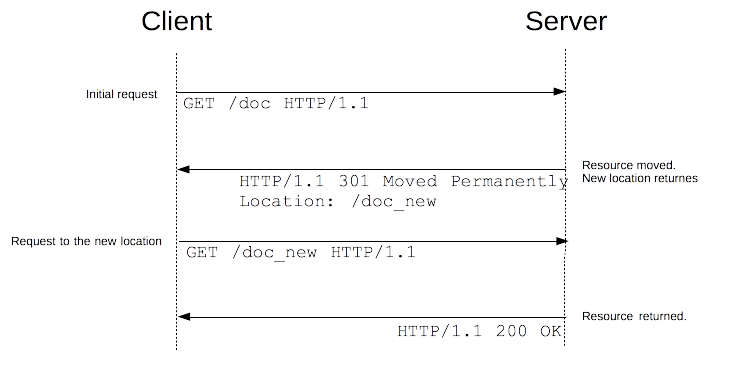 Client
Server
Initial request
GET /doc HTTP/1.1
Resource moved.
New location returnes
HTTP/1.1 301 Moved Permanently
Location: /doc_new
Request to the new location
GET /doc_new HTTP/1.1
Resource returned.
HTTP/1.1 200 OK